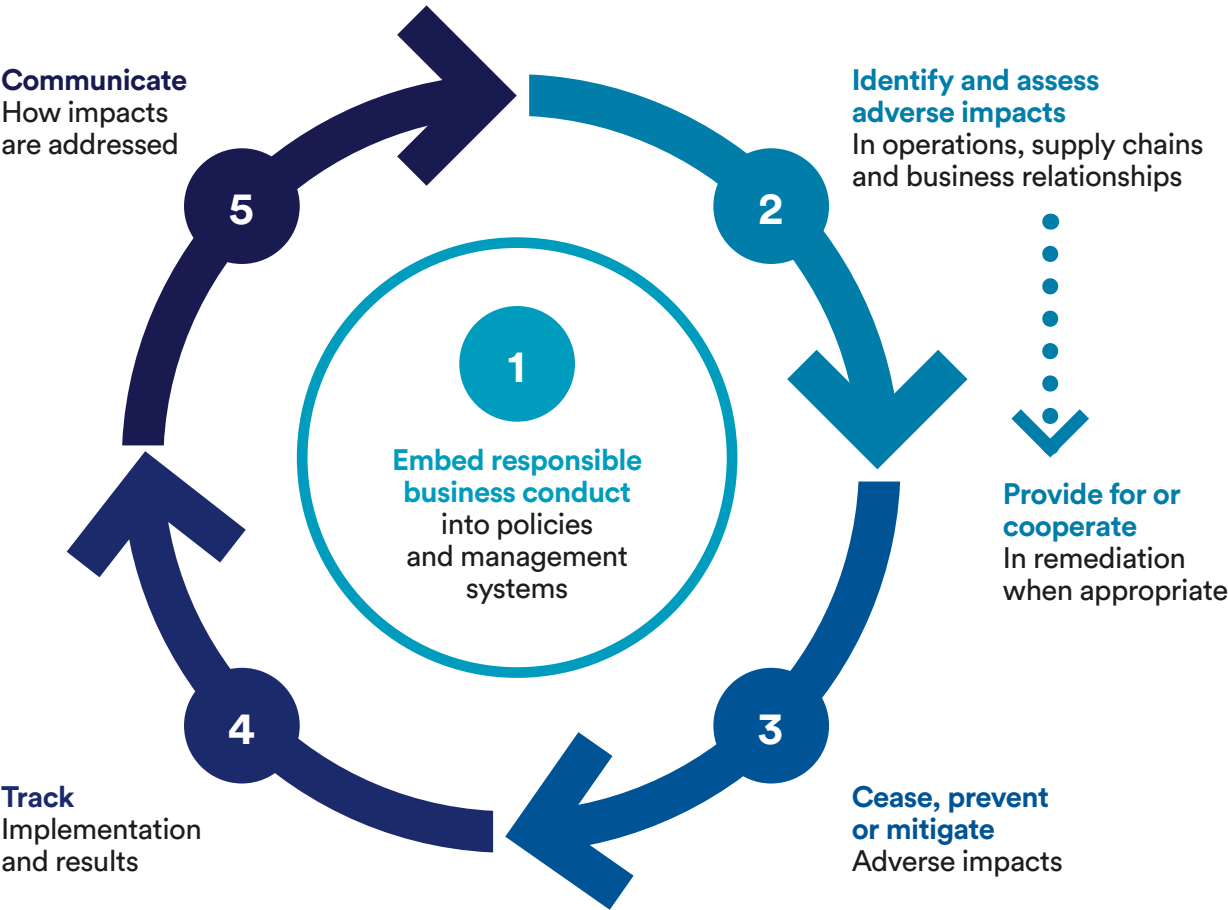 1
Embed responsible
business conduct
into policies
and management
systems
2
Identify and assess
adverse impacts
In operations, supply chains
and business relationships
Provide for or
cooperate
In remediation
when appropriate
3
Cease, prevent
or mitigate
Adverse impacts
4
Track
Implementation
and results
5
Communicate
How impacts
are addressed